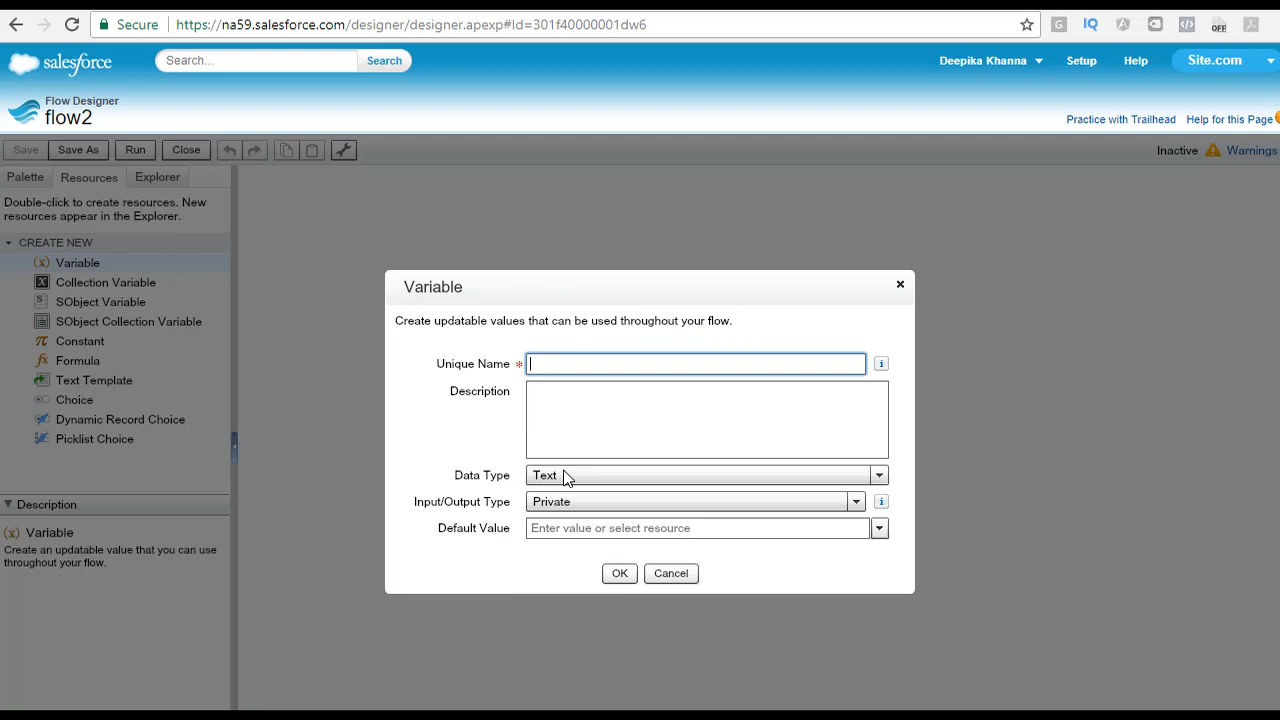 Secure
https://na59.salesforce.com/designer/designer.apexp#Id=301f40000001dw6
G
IQ
OFF
salesforce
Search...
Search
Deepika Khanna
Setup
Help
Site.com
Flow Designer
flow2
Practice with Trailhead
Help for this Page
Save
Save As
Run
Close
Inactive
Warnings
Palette
Resources
Explorer
Double-click to create resources. New
resources appear in the Explorer.
CREATE NEW
(x) Variable
X Collection Variable
SObject Variable
SObject Collection Variable
π Constant
fx Formula
Text Template
Choice
Dynamic Record Choice
Picklist Choice
Description
(x) Variable
Create an updatable value that you can use
throughout your flow.
Variable
Create updatable values that can be used throughout your flow.
Unique Name *
i
Description
Data Type
Text
Input/Output Type
Private
i
Default Value
Enter value or select resource
OK
Cancel